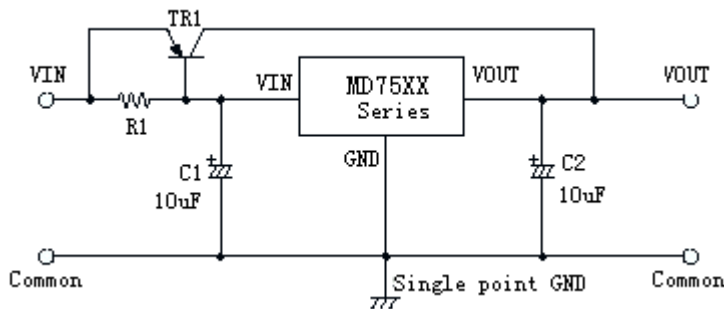 TR1
VIN
VIN
MD75XX
Series
VOUT
VOUT
R1
GND
C1
10uF
C2
10uF
Common
Single point GND
Common